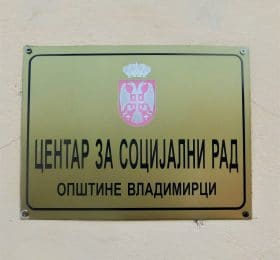 ЦЕНТАР ЗА СОЦИЈАЛНИ РАД
ОПШТИНЕ ВЛАДИМИРЦИ